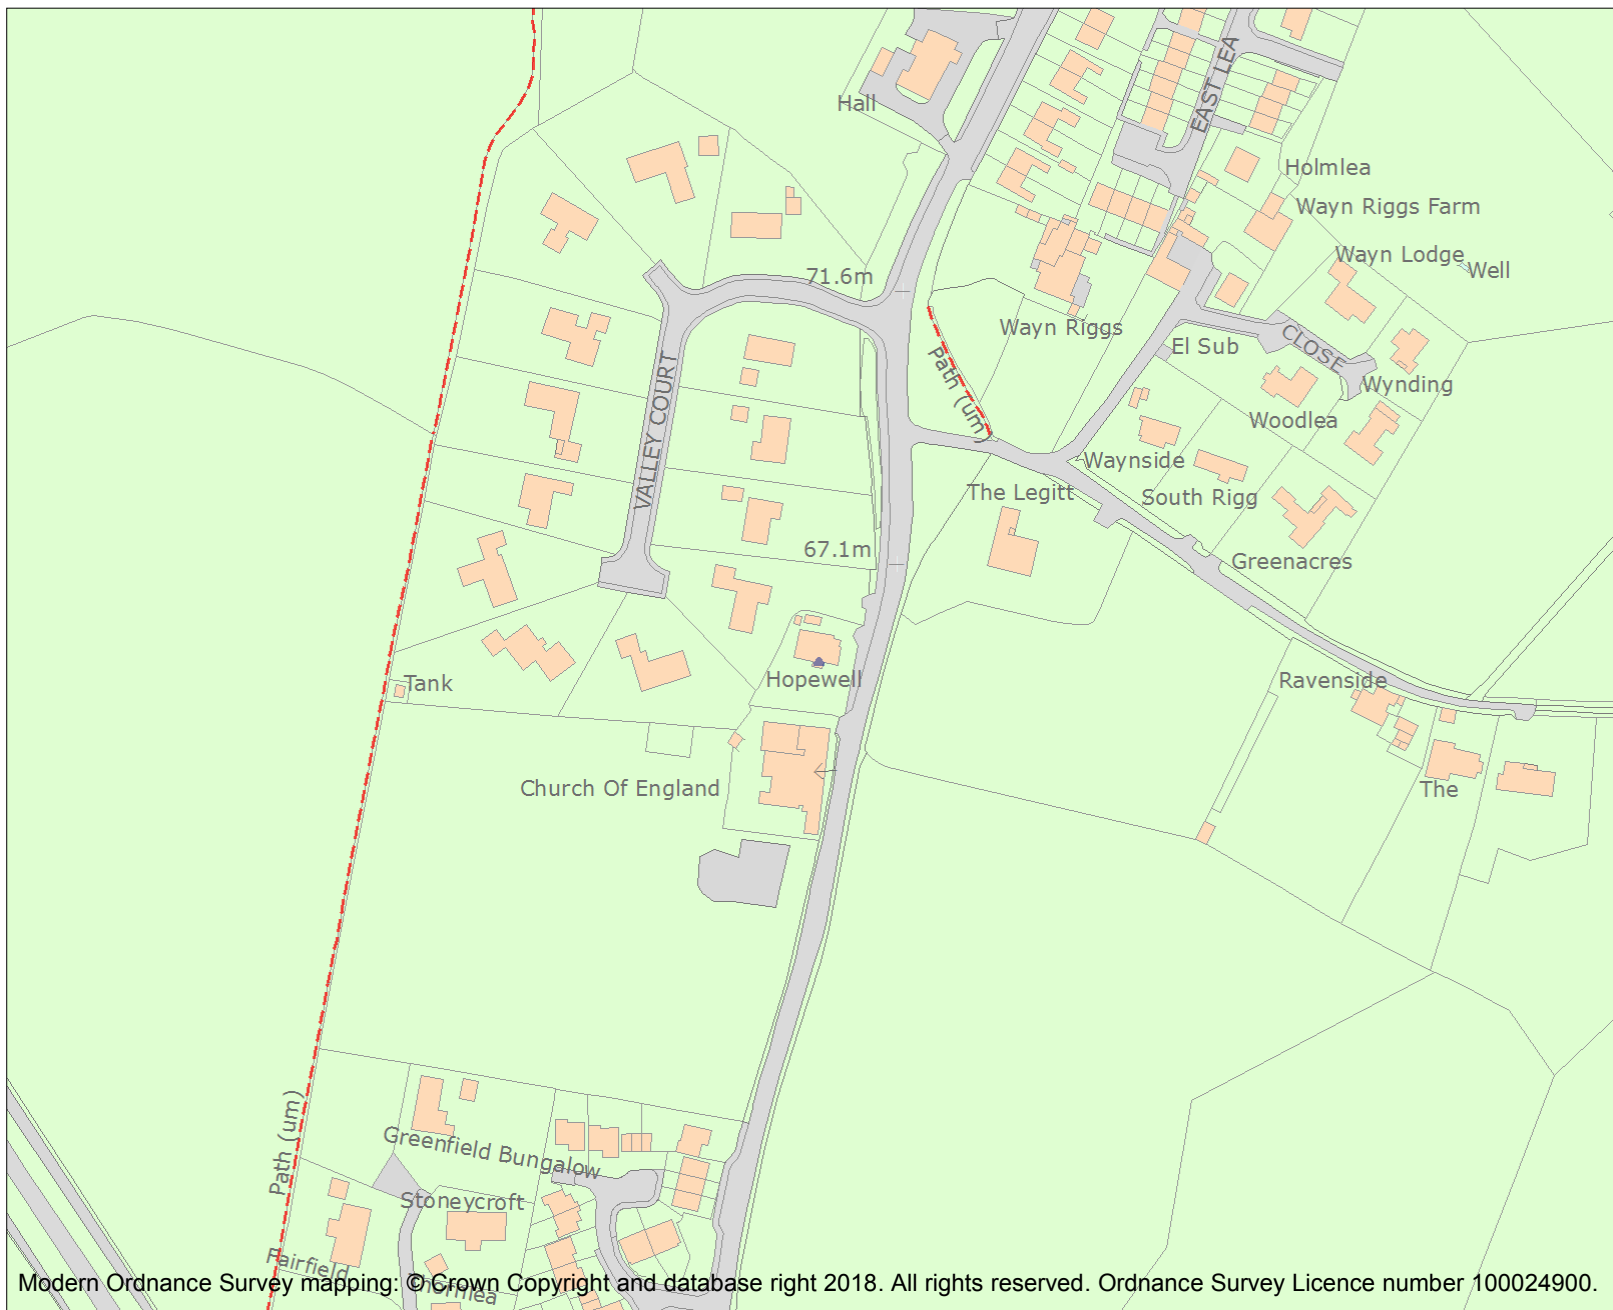 Hall
EAST LEA
Holmlea
Wayn Riggs Farm
Wayn Lodge
Well
71.6m
Wayn Riggs
El Sub
CLOSE
Wynding
Path (um)
VALLEY COURT
Woodlea
Waynside
The Legitt
South Rigg
67.1m
Greenacres
Hopewell
Tank
Ravenside
Church Of England
The
Path (um)
Greenfield Bungalow
Stoneycroft
Fairfield
Thornlea
Modern Ordnance Survey mapping: © Crown Copyright and database right 2018. All rights reserved. Ordnance Survey Licence number 100024900.